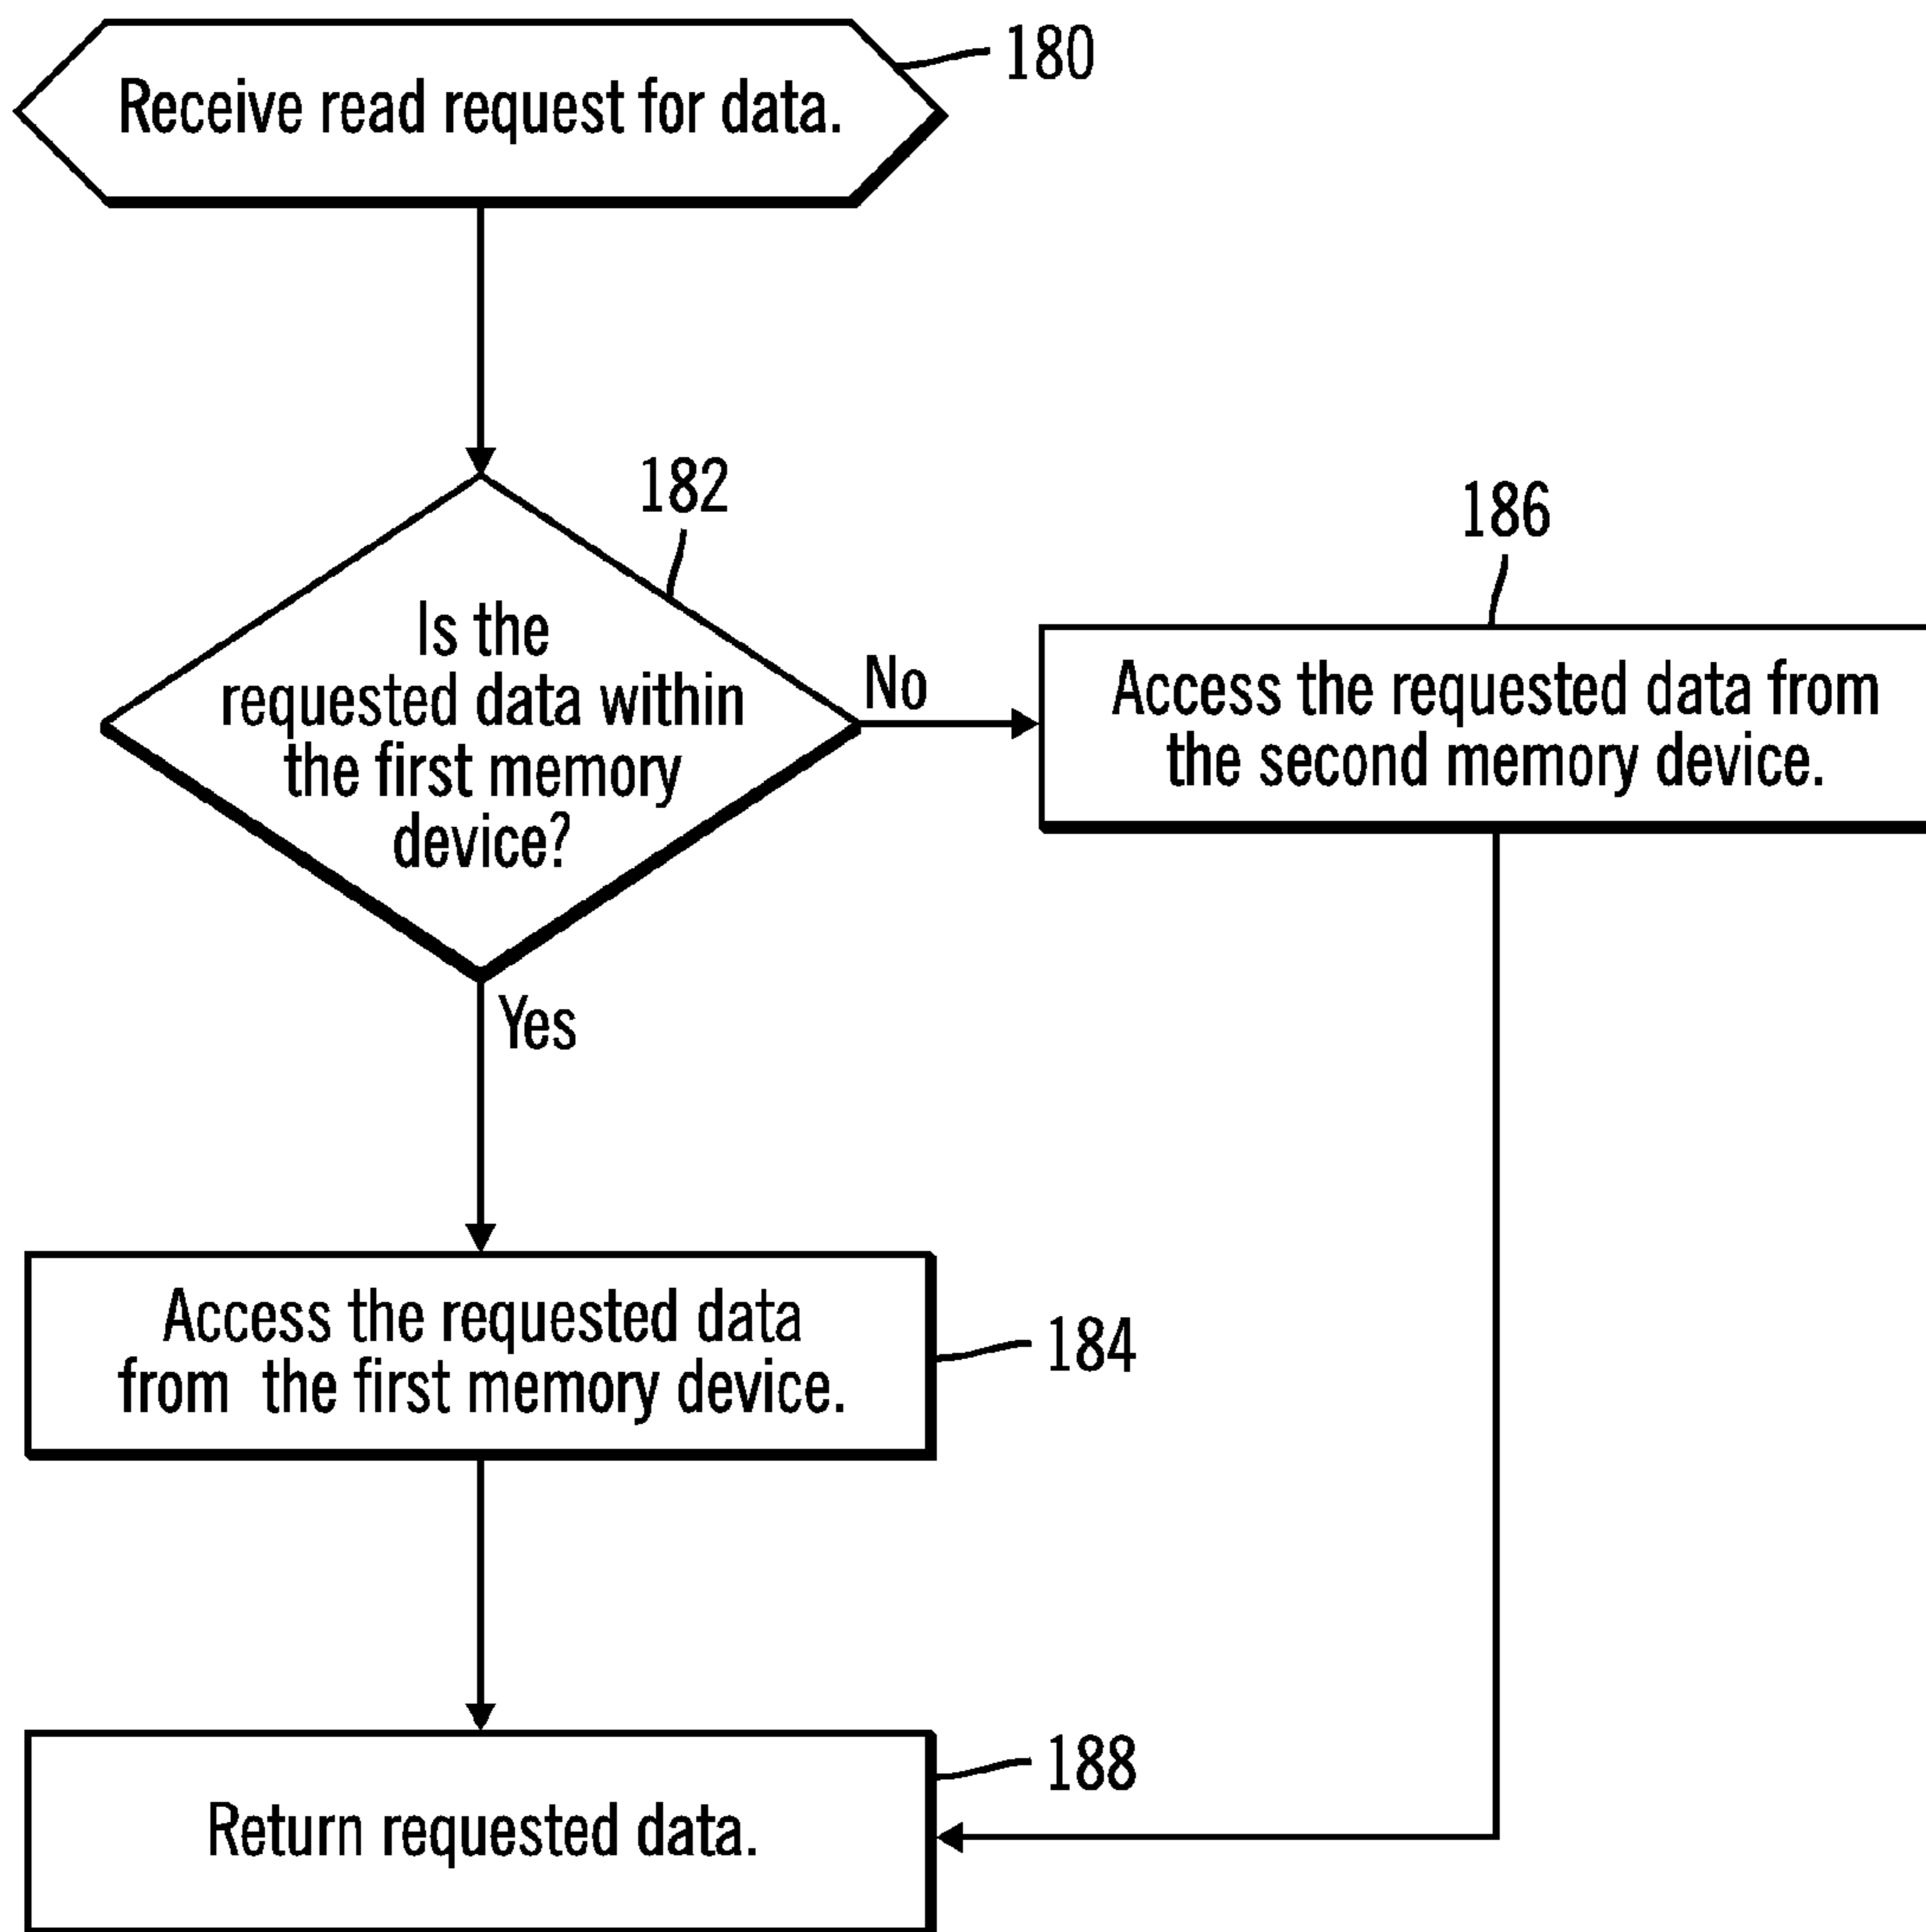 Receive read request for data.
180
182
Is the
requested data within
the first memory
device?
No
186
Access the requested data from
the second memory device.
Yes
Access the requested data
from the first memory device.
184
Return requested data.
188